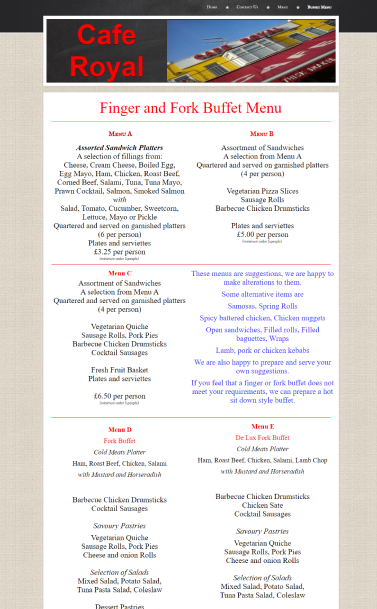 Home
Contact Us
Menu
Buffet Menu
Cafe
Royal
Finger and Fork Buffet Menu
Menu A
Assorted Sandwich Platters
A selection of fillings from:
Cheese, Cream Cheese, Boiled Egg,
Egg Mayo, Ham, Chicken, Roast Beef,
Corned Beef, Salami, Tuna, Tuna Mayo,
Prawn Cocktail, Salmon, Smoked Salmon
with
Salad, Tomato, Cucumber, Sweetcorn,
Lettuce, Mayo or Pickle
Quartered and served on garnished platters
(6 per person)
Plates and serviettes
£3.25 per person
Menu B
Assortment of Sandwiches
A selection from Menu A
Quartered and served on garnished platters
(4 per person)
Vegetarian Pizza Slices
Sausage Rolls
Barbecue Chicken Drumsticks
Plates and serviettes
£5.00 per person
Menu C
Assortment of Sandwiches
A selection from Menu A
Quartered and served on garnished platters
(4 per person)
Vegetarian Quiche
Sausage Rolls, Pork Pies
Barbecue Chicken Drumsticks
Cocktail Sausages
Fresh Fruit Basket
Plates and serviettes
£6.50 per person
These menus are suggestions, we are happy to
make alterations to them.
Some alternative items are
Samosas, Spring Rolls
Spicy battered chicken, Chicken nuggets
Open sandwiches, Filled rolls, Filled
baguettes, Wraps
Lamb, pork or chicken kebabs
We are also happy to prepare and serve your
own suggestions.
If you feel that a finger or fork buffet does not
meet your requirements, we can prepare a hot
sit down style buffet.
Menu D
Fork Buffet
Cold Meats Platter
Ham, Roast Beef, Chicken, Salami
with Mustard and Horseradish
Barbecue Chicken Drumsticks
Cocktail Sausages
Savoury Pastries
Vegetarian Quiche
Sausage Rolls, Pork Pies
Cheese and onion Rolls
Selection of Salads
Mixed Salad, Potato Salad,
Tuna Pasta Salad, Coleslaw
Dessert Pastries
Menu E
De Lux Fork Buffet
Cold Meats Platter
Ham, Roast Beef, Chicken, Salami, Lamb Chop
with Mustard and Horseradish
Barbecue Chicken Drumsticks
Chicken Sate
Cocktail Sausages
Savoury Pastries
Vegetarian Quiche
Sausage Rolls, Pork Pies
Cheese and onion Rolls
Selection of Salads
Mixed Salad, Potato Salad,
Tuna Pasta Salad, Coleslaw